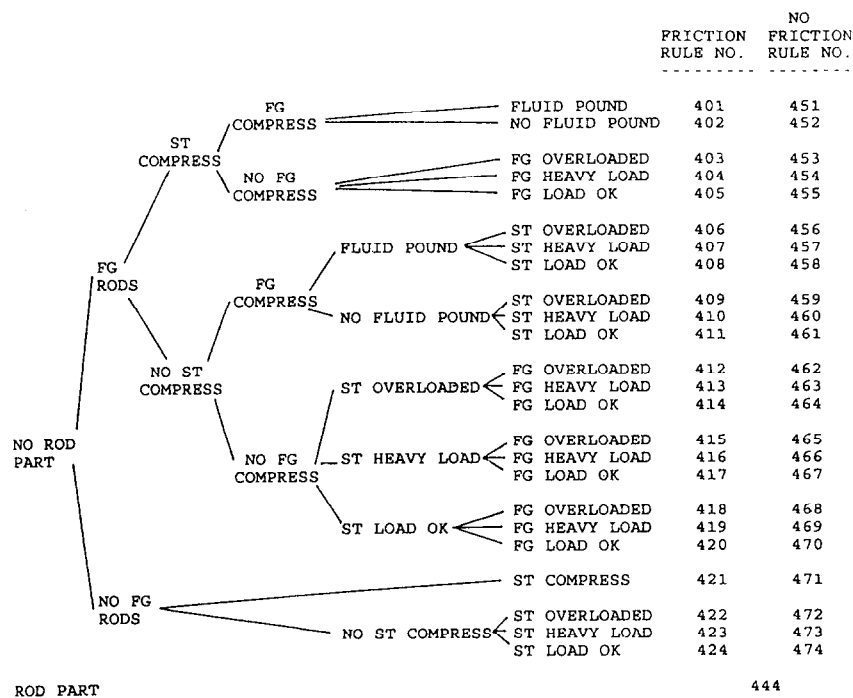 NO
FRICTION FRICTION
RULE NO. RULE NO.
--------- --------
FG
COMPRESS
FLUID POUND 401 451
NO FLUID POUND 402 452
ST
COMPRESS
NO FG
COMPRESS
FG OVERLOADED 403 453
FG HEAVY LOAD 404 454
FG LOAD OK 405 455
FG
RODS
FG
COMPRESS
FLUID POUND
ST OVERLOADED 406 456
ST HEAVY LOAD 407 457
ST LOAD OK 408 458
NO FLUID POUND
ST OVERLOADED 409 459
ST HEAVY LOAD 410 460
ST LOAD OK 411 461
NO ST
COMPRESS
ST OVERLOADED
FG OVERLOADED 412 462
FG HEAVY LOAD 413 463
FG LOAD OK 414 464
NO ROD
PART
NO FG
COMPRESS
ST HEAVY LOAD
FG OVERLOADED 415 465
FG HEAVY LOAD 416 466
FG LOAD OK 417 467
ST LOAD OK
FG OVERLOADED 418 468
FG HEAVY LOAD 419 469
FG LOAD OK 420 470
NO FG
RODS
ST COMPRESS 421 471
NO ST COMPRESS
ST OVERLOADED 422 472
ST HEAVY LOAD 423 473
ST LOAD OK 424 474
ROD PART 444